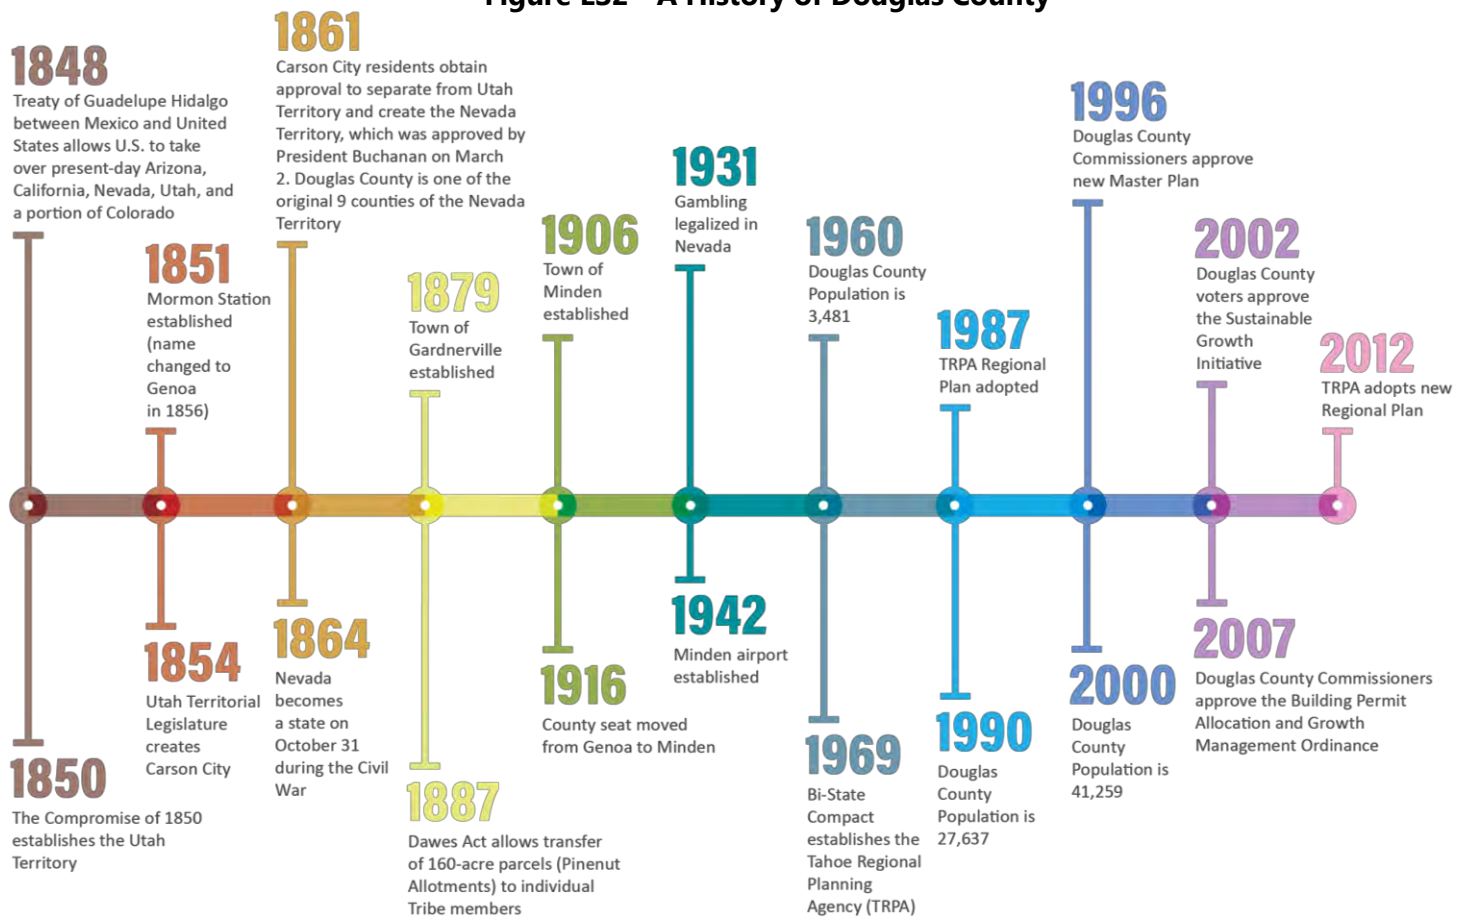 Figure ES2 A History of Douglas County
1848
Treaty of Guadelupe Hidalgo
between Mexico and United
States allows U.S. to take
over present-day Arizona,
California, Nevada, Utah, and
a portion of Colorado
1850
The Compromise of 1850
establishes the Utah
Territory
1851
Mormon Station
established
(name
changed to
Genoa
in 1856)
1854
Utah Territorial
Legislature
creates
Carson City
1861
Carson City residents obtain
approval to separate from Utah
Territory and create the Nevada
Territory, which was approved by
President Buchanan on March
2. Douglas County is one of the
original 9 counties of the Nevada
Territory
1864
Nevada
becomes
a state on
October 31
during the Civil
War
1879
Town of
Gardnerville
established
1887
Dawes Act allows transfer
of 160-acre parcels (Pinenut
Allotments) to individual
Tribe members
1906
Town of
Minden
established
1916
County seat moved
from Genoa to Minden
1931
Gambling
legalized in
Nevada
1942
Minden airport
established
1960
Douglas County
Population is
3,481
1969
Bi-State
Compact
establishes the
Tahoe Regional
Planning
Agency (TRPA)
1987
TRPA Regional
Plan adopted
1990
Douglas
County
Population is
27,637
1996
Douglas County
Commissioners approve
new Master Plan
2000
Douglas
County
Population is
41,259
2002
Douglas County
voters approve
the Sustainable
Growth
Initiative
2007
Douglas County Commissioners
approve the Building Permit
Allocation and Growth
Management Ordinance
2012
TRPA adopts new
Regional Plan